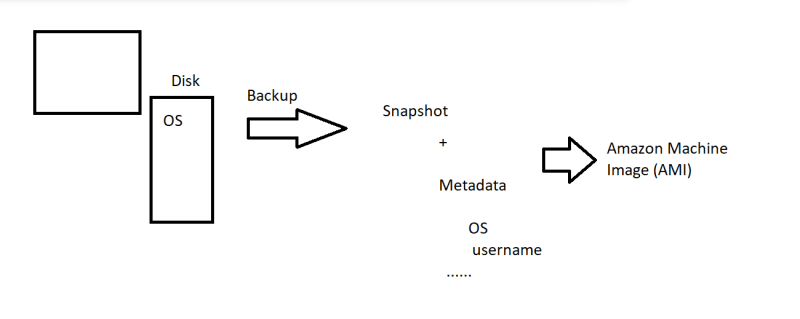 Disk
OS
Backup
Snapshot
+
Metadata
OS
username
......
Amazon Machine
Image (AMI)